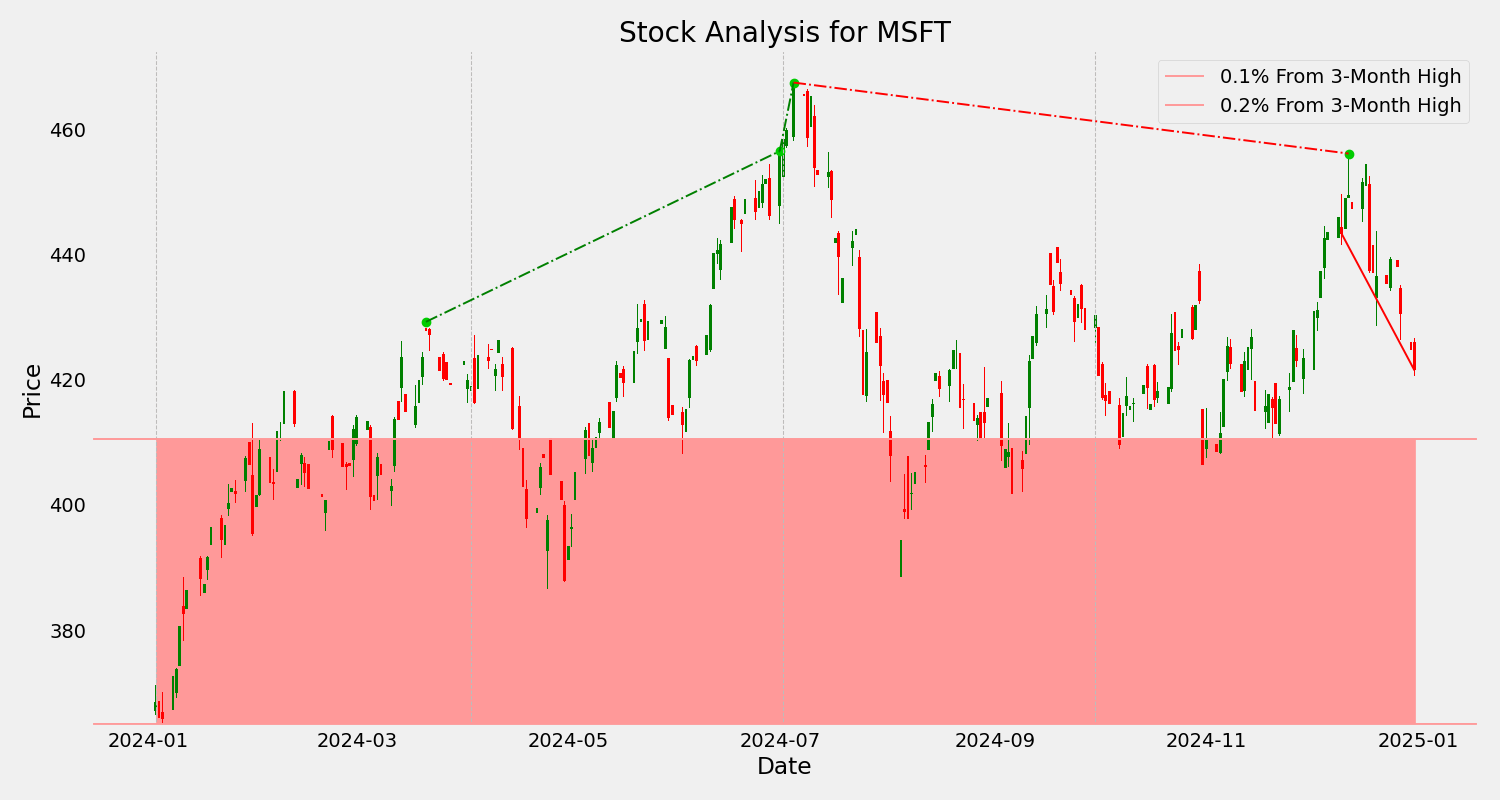 Stock Analysis for MSFT
0.1% From 3-Month High
0.2% From 3-Month High
460
440
420
400
380
Price
2024-01
2024-03
2024-05
2024-07
2024-09
2024-11
2025-01
Date